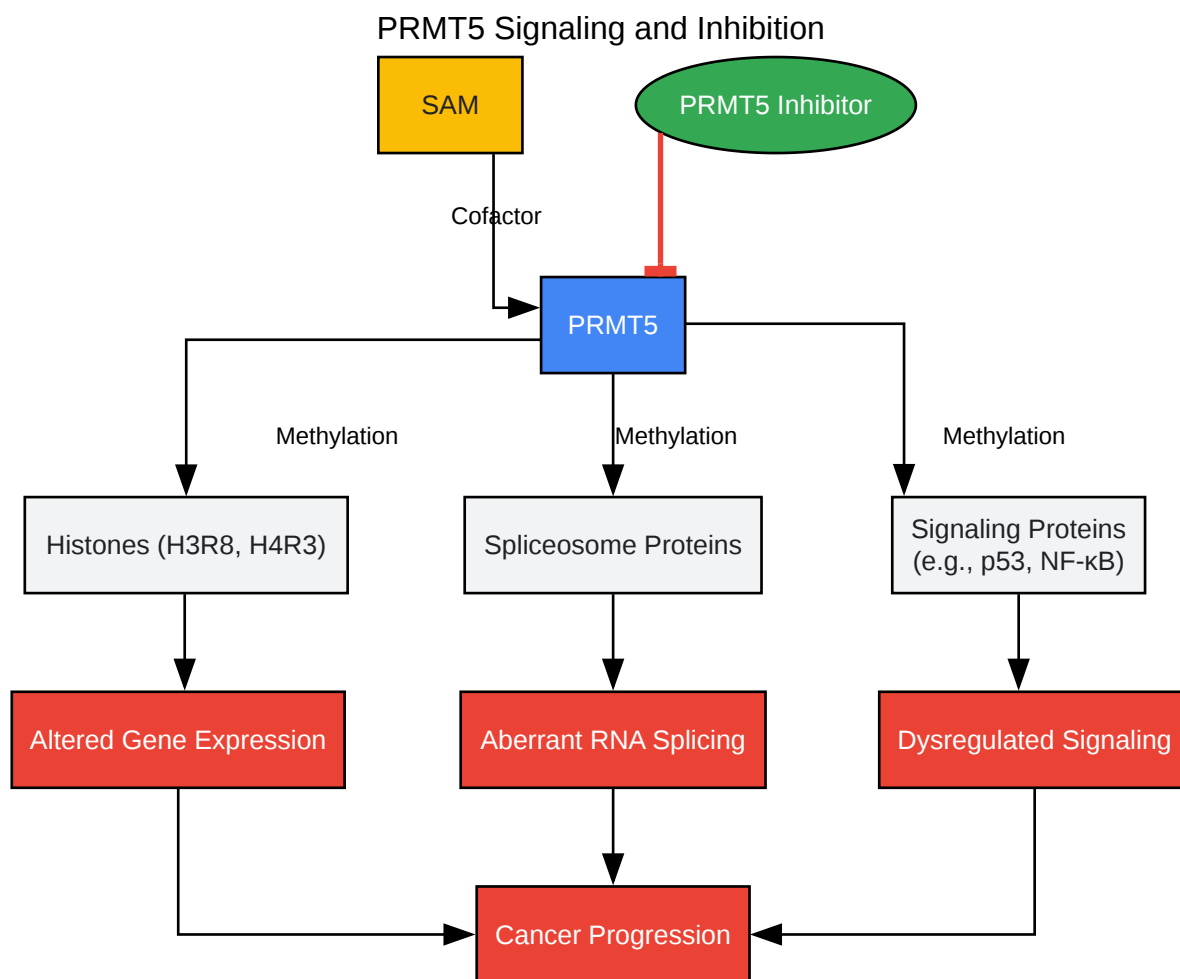 PRMT5 Signaling and Inhibition
SAM
PRMT5 Inhibitor
Cofactor
PRMT5
Methylation
Methylation
Methylation
Histones (H3R8, H4R3)
Spliceosome Proteins
Signaling Proteins
(e.g., p53, NF-κB)
Altered Gene Expression
Aberrant RNA Splicing
Dysregulated Signaling
Cancer Progression